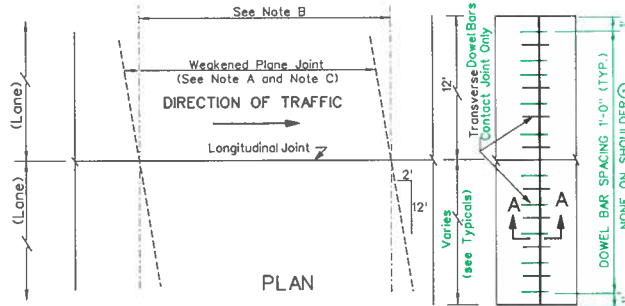 See Note B
Weakened Plane Joint
(See Note A and Note C)
DIRECTION OF TRAFFIC
Longitudinal Joint
(Lane)
(Lane)
2'
12'
PLAN
12'
Varies
(see Typicals)
Transverse Dowel Bars
Contact Joint Only
A
A
DOWEL BAR SPACING 1'-0" (TYP.)
NONE ON SHOULDER